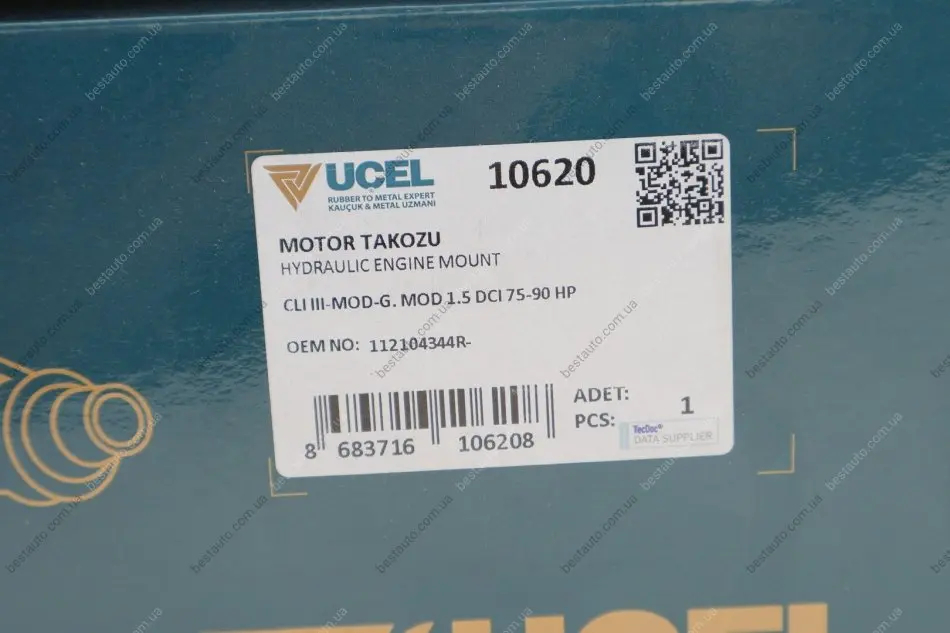 UCEL
RUBBER TO METAL EXPERT
KAUÇUK & METAL UZMANI
10620
MOTOR TAKOZU
HYDRAULIC ENGINE MOUNT
CLI III-MOD-G. MOD 1.5 DCI 75-90 HP
OEM NO: 112104344R-
8 683716 106208
ADET:
PCS: 1
TecDoc®
DATA SUPPLIER
UCEL
bestauto.com.ua